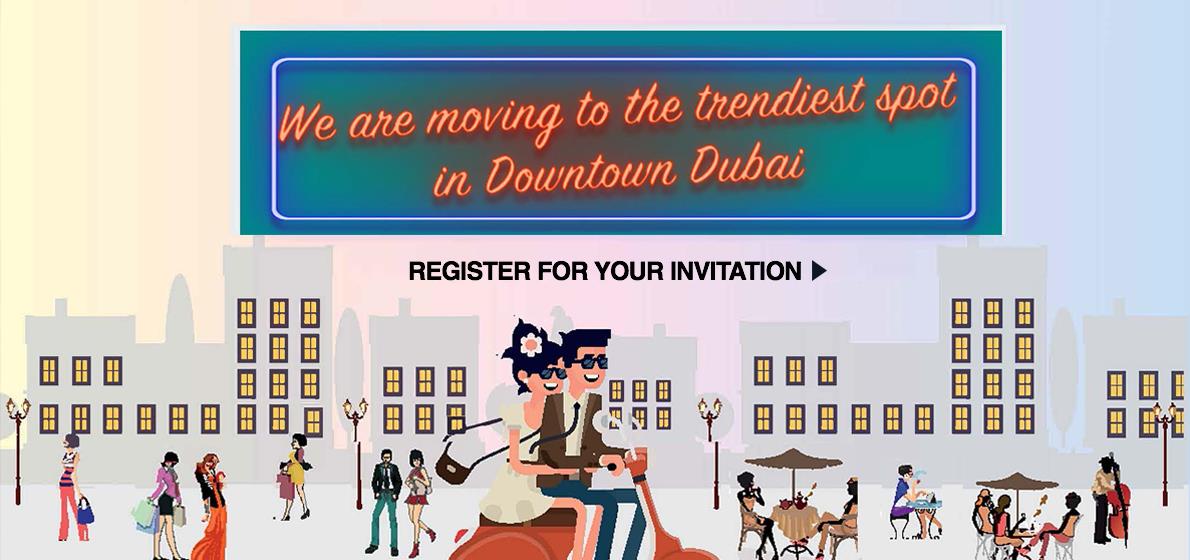 We are moving to the trendiest spot
in Downtown Dubai
REGISTER FOR YOUR INVITATION